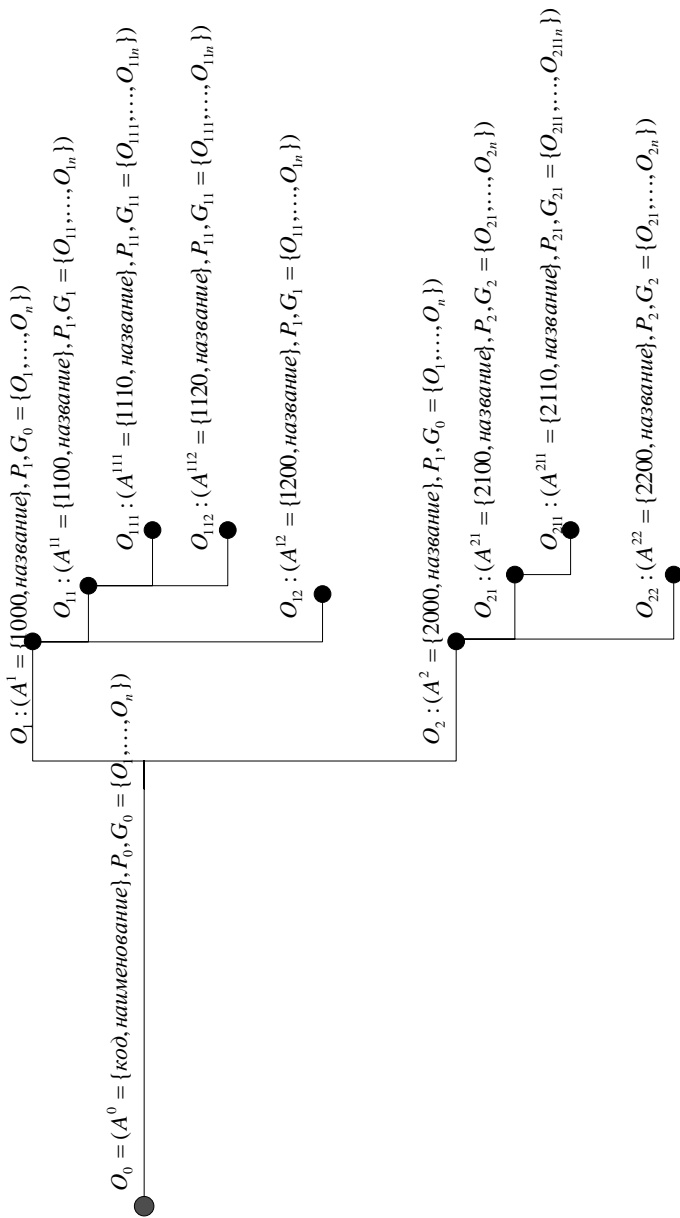 O_1 : (A^1 = {1000, название}, P_1, G_0 = {O_1, …, O_n})
O_11 : (A^11 = {1100, название}, P_1, G_1 = {O_11, …, O_1n})
O_111 : (A^111 = {1110, название}, P_11, G_11 = {O_111, …, O_11n})
O_0 = (A^0 = {код, наименование}, P_0, G_0 = {O_1, …, O_n})
O_112 : (A^112 = {1120, название}, P_11, G_11 = {O_111, …, O_11n})
O_12 : (A^12 = {1200, название}, P_1, G_1 = {O_11, …, O_1n})
O_2 : (A^2 = {2000, название}, P_1, G_0 = {O_1, …, O_n})
O_21 : (A^21 = {2100, название}, P_2, G_2 = {O_21, …, O_2n})
O_211 : (A^211 = {2110, название}, P_21, G_21 = {O_211, …, O_211n})
O_22 : (A^22 = {2200, название}, P_2, G_2 = {O_21, …, O_2n})